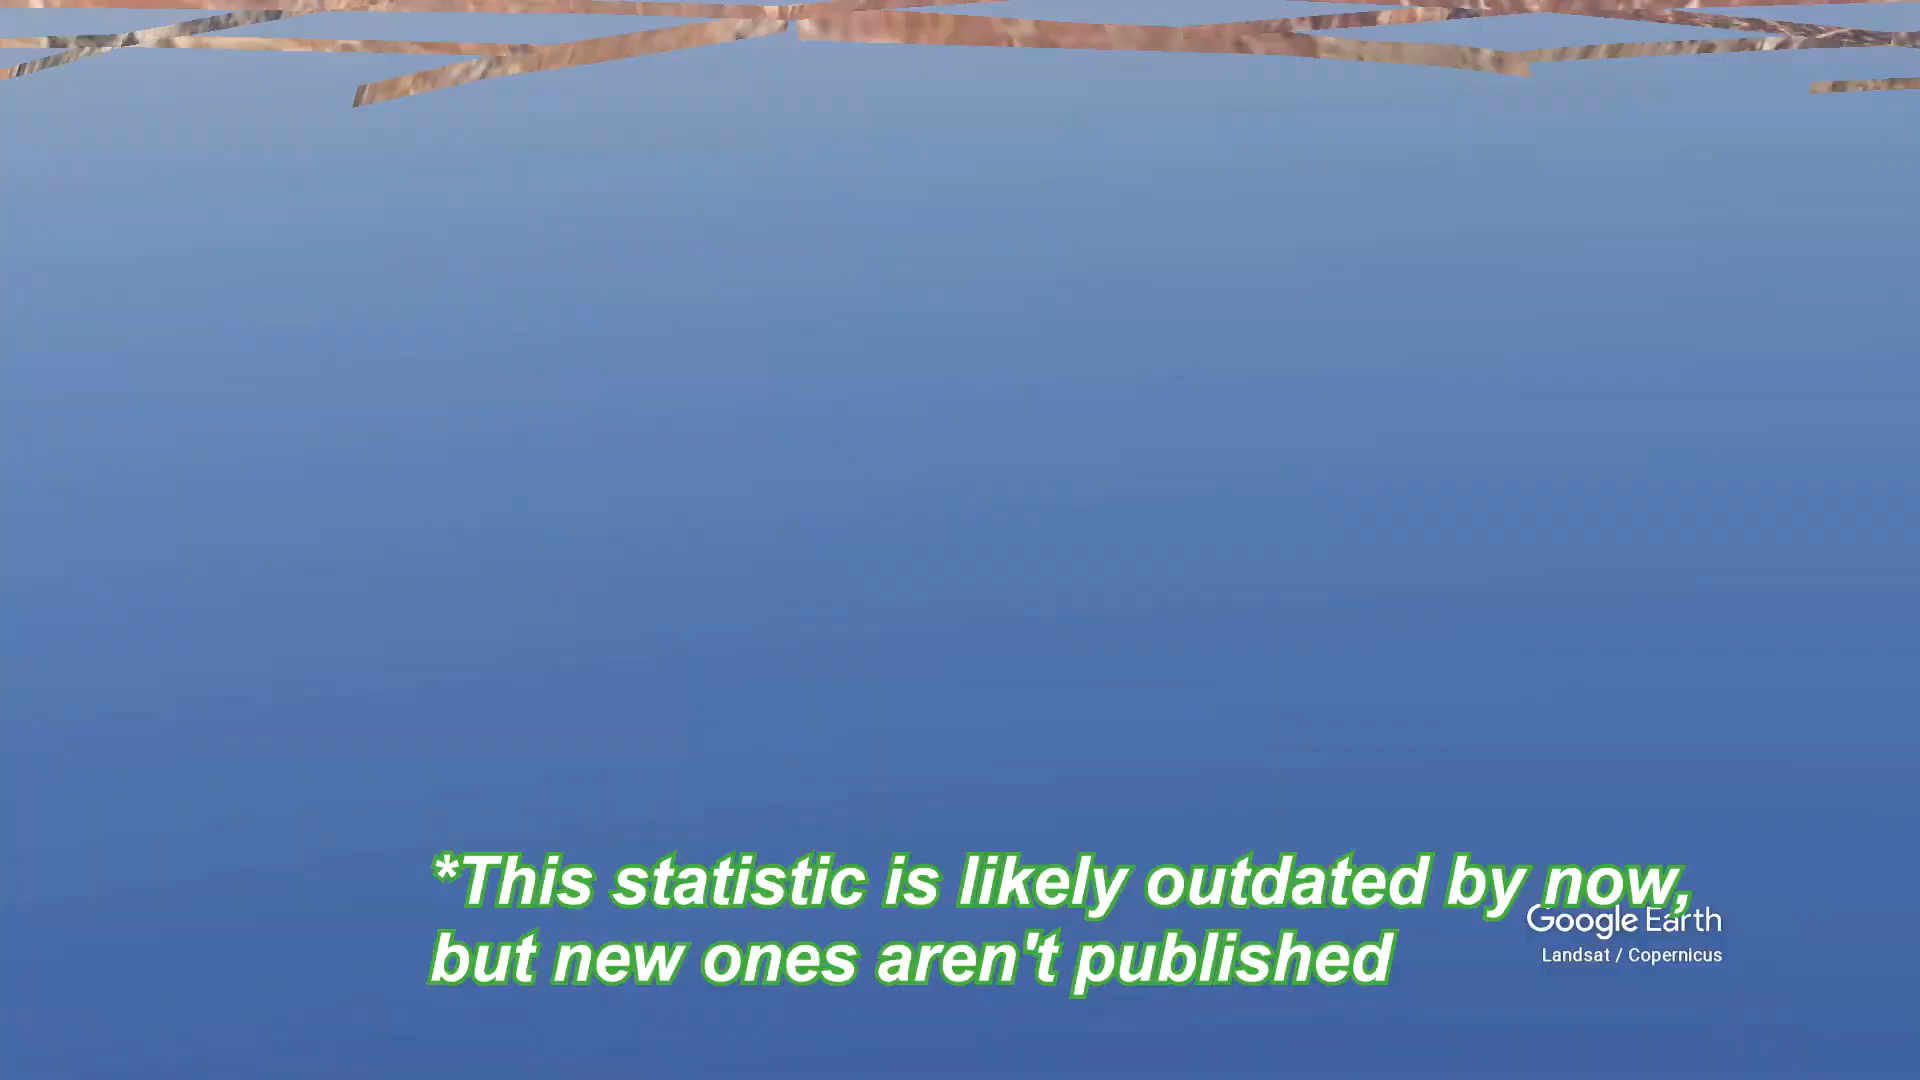 *This statistic is likely outdated by now,
but new ones aren't published
Google Earth
Landsat / Copernicus